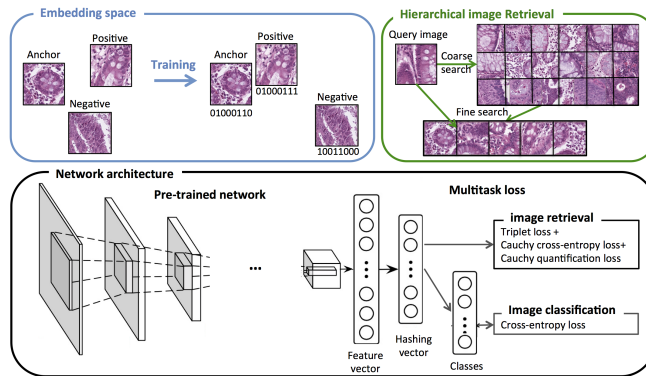 Embedding space
Anchor
Positive
Negative
Training
Anchor
01000110
Positive
01000111
Negative
10011000
Hierarchical image Retrieval
Query image
Coarse
search
Fine search
Network architecture
Pre-trained network
...
Feature
vector
Hashing
vector
Classes
Multitask loss
image retrieval
Triplet loss +
Cauchy cross-entropy loss+
Cauchy quantification loss
Image classification
Cross-entropy loss